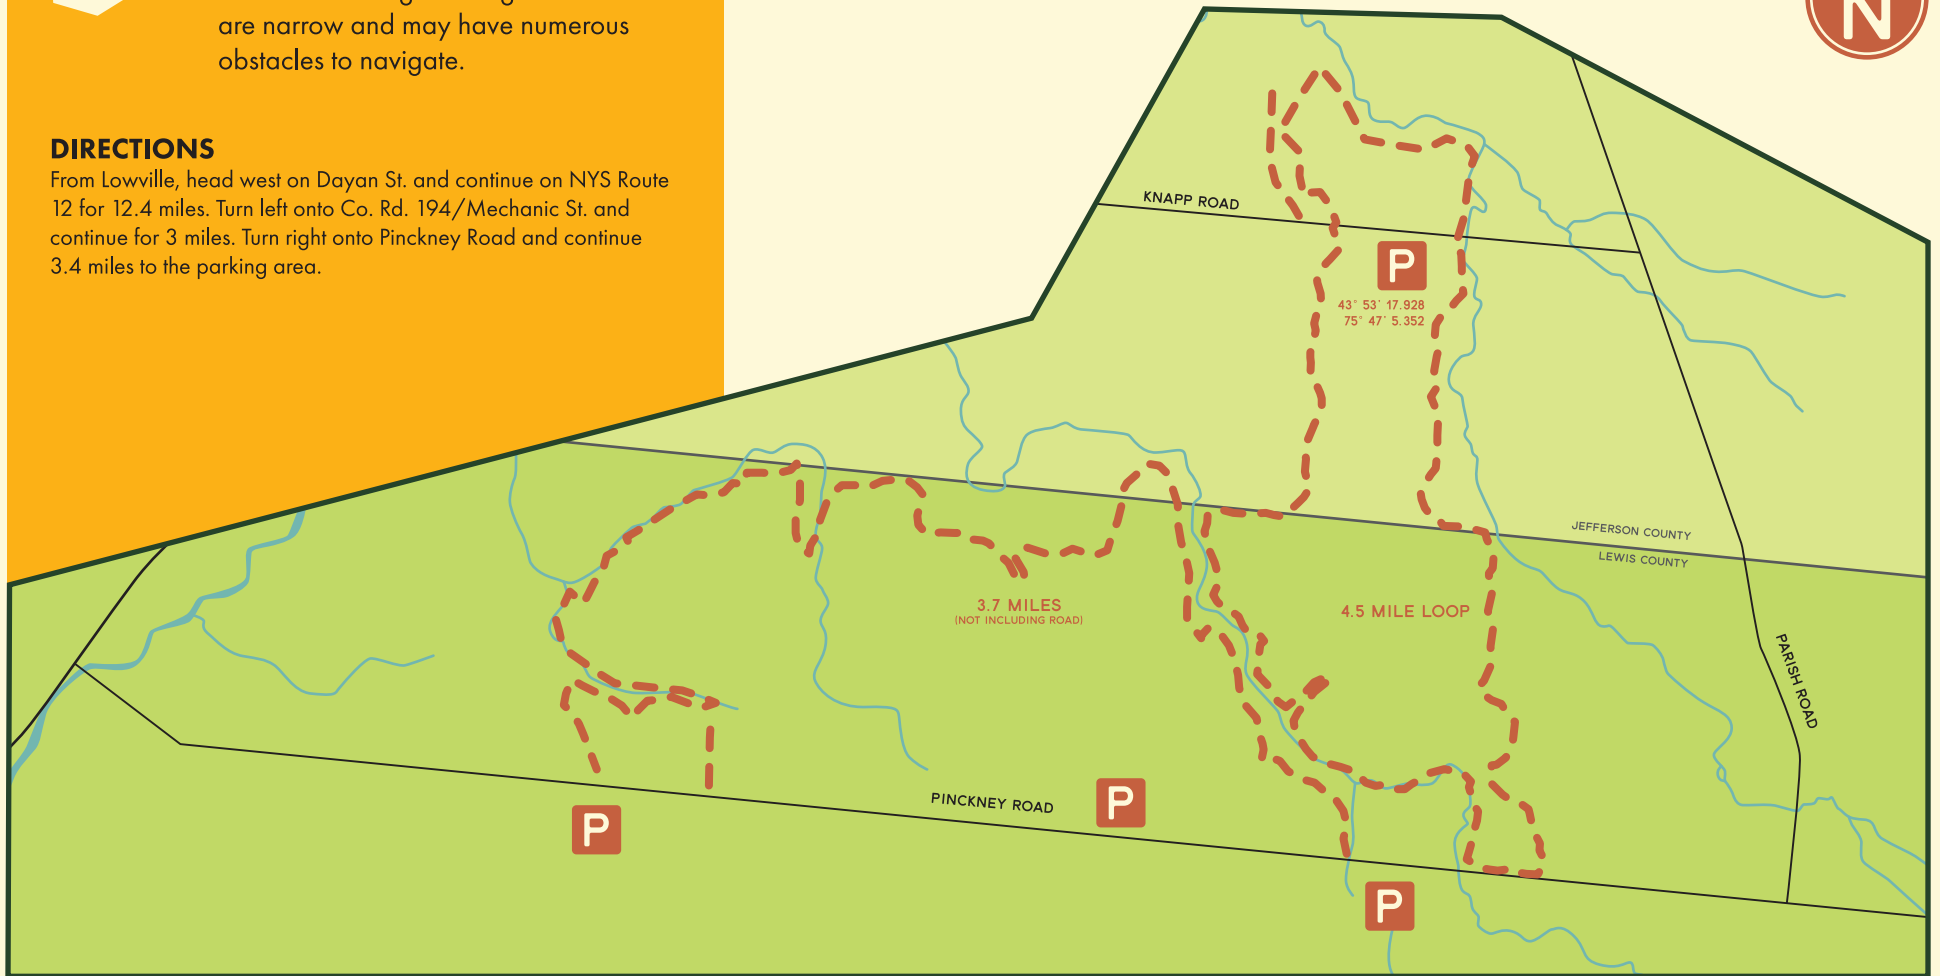 are narrow and may have numerous
obstacles to navigate.
DIRECTIONS
From Lowville, head west on Dayan St. and continue on NYS Route
12 for 12.4 miles. Turn left onto Co. Rd. 194/Mechanic St. and
continue for 3 miles. Turn right onto Pinckney Road and continue
3.4 miles to the parking area.
N
KNAPP ROAD
P
43° 53' 17.928
75° 47' 5.352
JEFFERSON COUNTY
LEWIS COUNTY
3.7 MILES
(NOT INCLUDING ROAD)
4.5 MILE LOOP
PARISH ROAD
PINCKNEY ROAD
P
P
P